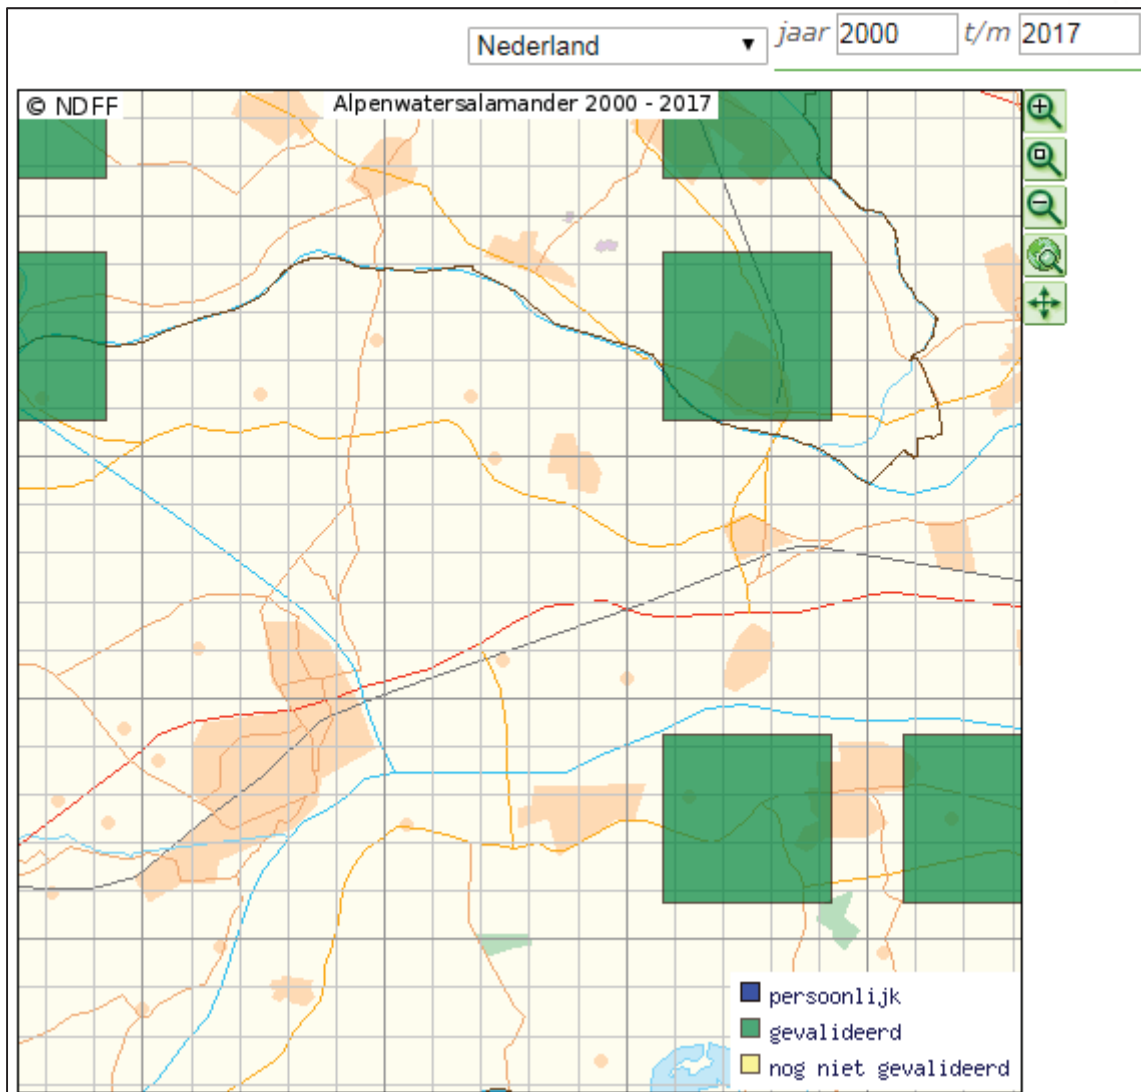 Nederland jaar 2000 t/m 2017
© NDFF Alpenwatersalamander 2000 - 2017
persoonlijk
gevalideerd
nog niet gevalideerd